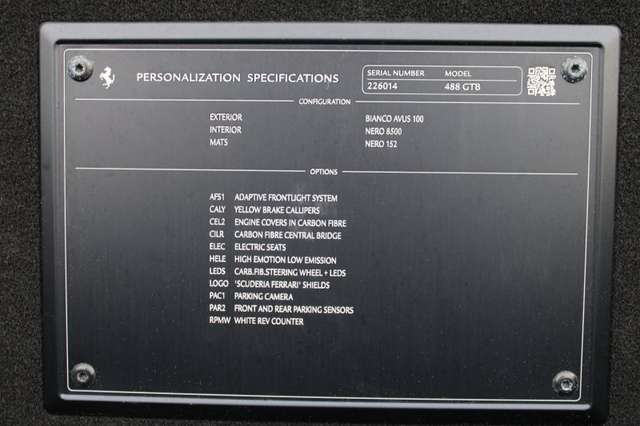 PERSONALIZATION SPECIFICATIONS
SERIAL NUMBER MODEL
226014 488 GTB
CONFIGURATION
EXTERIOR BIANCO AVUS 100
INTERIOR NERO 8500
MATS NERO 152
OPTIONS
AFS1 ADAPTIVE FRONTLIGHT SYSTEM
CALY YELLOW BRAKE CALLIPERS
CEL2 ENGINE COVERS IN CARBON FIBRE
CILR CARBON FIBRE CENTRAL BRIDGE
ELEC ELECTRIC SEATS
HELE HIGH EMOTION LOW EMISSION
LEDS CARB.FIB.STEERING WHEEL + LEDS
LOGO 'SCUDERIA FERRARI' SHIELDS
PAC1 PARKING CAMERA
PAR2 FRONT AND REAR PARKING SENSORS
RPMW WHITE REV COUNTER